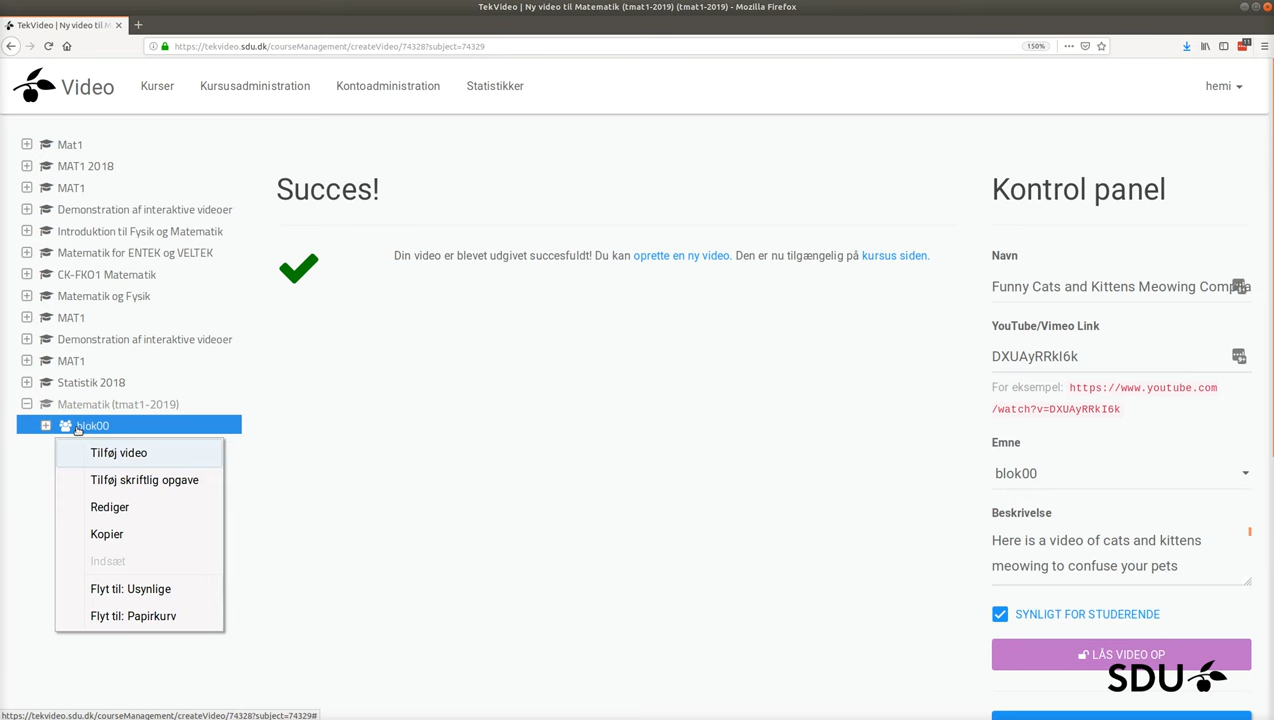 TekVideo | Ny video til Matematik (tmat1-2019) (tmat1-2019) - Mozilla Firefox
TekVideo | Ny video til M
https://tekvideo.sdu.dk/courseManagement/createVideo/74328?subject=74329
150%
11
Video
Kurser
Kursusadministration
Kontoadministration
Statistikker
hemi
Mat1
MAT1 2018
MAT1
Demonstration af interaktive videoer
Introduktion til Fysik og Matematik
Matematik for ENTEK og VELTEK
CK-FKO1 Matematik
Matematik og Fysik
MAT1
Demonstration af interaktive videoer
MAT1
Statistik 2018
Matematik (tmat1-2019)
blok00
Tilføj video
Tilføj skriftlig opgave
Rediger
Kopier
Indsæt
Flyt til: Usynlige
Flyt til: Papirkurv
Succes!
Din video er blevet udgivet succesfuldt! Du kan oprette en ny video. Den er nu tilgængelig på kursus siden.
Kontrol panel
Navn
Funny Cats and Kittens Meowing
YouTube/Vimeo Link
DXUAyRRkI6k
For eksempel: https://www.youtube.com
/watch?v=DXUAyRRkI6k
Emne
blok00
Beskrivelse
Here is a video of cats and kittens
meowing to confuse your pets
SYNLIGT FOR STUDERENDE
LÅS VIDEO OP
SDU
https://tekvideo.sdu.dk/courseManagement/createVideo/74328?subject=74329#